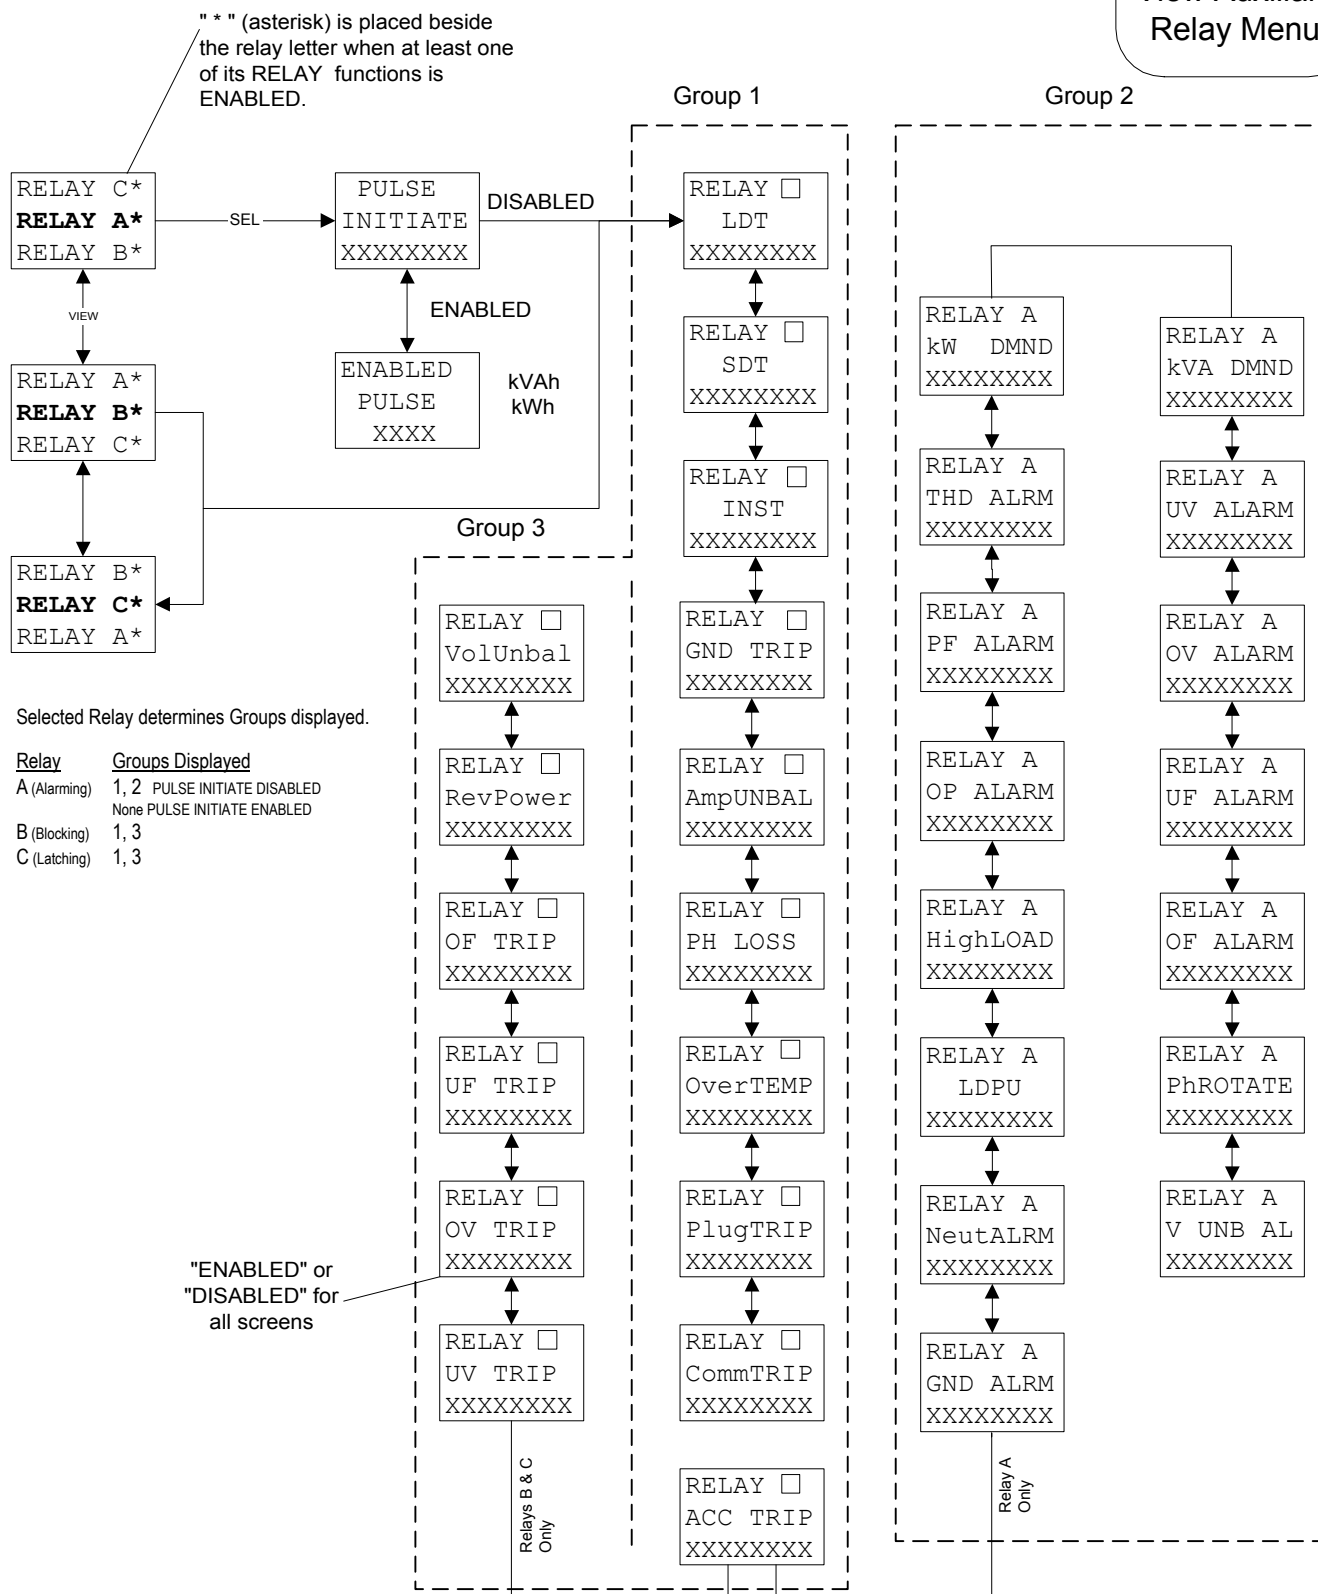 " * " (asterisk) is placed beside
the relay letter when at least one
of its RELAY functions is
ENABLED.
Relay Menu
Group 1
Group 2
RELAY C*
RELAY A*
RELAY B*
SEL
PULSE
INITIATE
XXXXXXXX
DISABLED
VIEW
ENABLED
ENABLED
PULSE
XXXX
kVAh
kWh
RELAY A*
RELAY B*
RELAY C*
RELAY B*
RELAY C*
RELAY A*
Selected Relay determines Groups displayed.
Relay Groups Displayed
A (Alarming) 1, 2 PULSE INITIATE DISABLED
None PULSE INITIATE ENABLED
B (Blocking) 1, 3
C (Latching) 1, 3
Group 3
RELAY
VolUnbal
XXXXXXXX
RELAY
RevPower
XXXXXXXX
RELAY
OF TRIP
XXXXXXXX
RELAY
UF TRIP
XXXXXXXX
RELAY
OV TRIP
XXXXXXXX
RELAY
UV TRIP
XXXXXXXX
"ENABLED" or
"DISABLED" for
all screens
Relays B & C
Only
RELAY
LDT
XXXXXXXX
RELAY
SDT
XXXXXXXX
RELAY
INST
XXXXXXXX
RELAY
GND TRIP
XXXXXXXX
RELAY
AmpUNBAL
XXXXXXXX
RELAY
PH LOSS
XXXXXXXX
RELAY
OverTEMP
XXXXXXXX
RELAY
PlugTRIP
XXXXXXXX
RELAY
CommTRIP
XXXXXXXX
RELAY
ACC TRIP
XXXXXXXX
RELAY A
kW DMND
XXXXXXXX
RELAY A
THD ALRM
XXXXXXXX
RELAY A
PF ALARM
XXXXXXXX
RELAY A
OP ALARM
XXXXXXXX
RELAY A
HighLOAD
XXXXXXXX
RELAY A
LDPU
XXXXXXXX
RELAY A
NeutALRM
XXXXXXXX
RELAY A
GND ALRM
XXXXXXXX
Relay A
Only
RELAY A
kVA DMND
XXXXXXXX
RELAY A
UV ALARM
XXXXXXXX
RELAY A
OV ALARM
XXXXXXXX
RELAY A
UF ALARM
XXXXXXXX
RELAY A
OF ALARM
XXXXXXXX
RELAY A
PhROTATE
XXXXXXXX
RELAY A
V UNB AL
XXXXXXXX